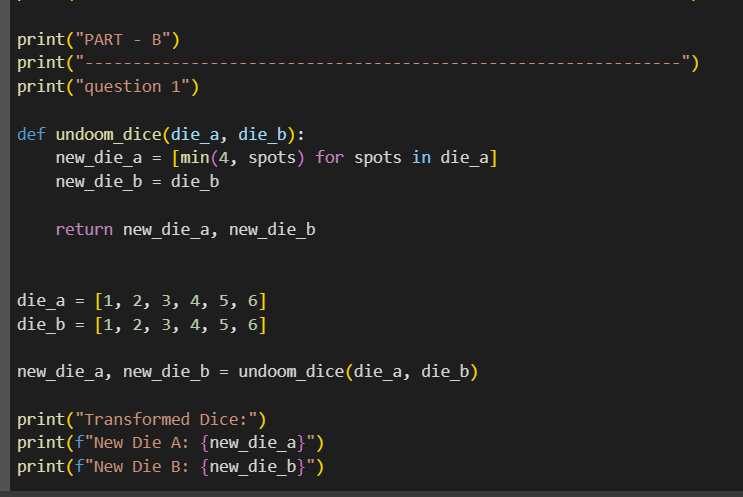 print("PART - B")
print("--------------------------------------------------------------")
print("question 1")
def undoom_dice(die_a, die_b):
    new_die_a = [min(4, spots) for spots in die_a]
    new_die_b = die_b
    return new_die_a, new_die_b
die_a = [1, 2, 3, 4, 5, 6]
die_b = [1, 2, 3, 4, 5, 6]
new_die_a, new_die_b = undoom_dice(die_a, die_b)
print("Transformed Dice:")
print(f"New Die A: {new_die_a}")
print(f"New Die B: {new_die_b}")